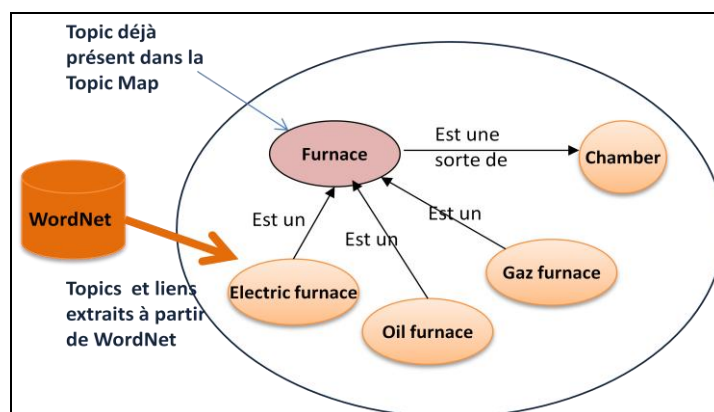 Topic déjà
présent dans la
Topic Map
Est une
sorte de
Furnace
Chamber
WordNet
Est un
Est un
Est un
Gaz furnace
Topics et liens
extraits à partir
de WordNet
Electric furnace
Oil furnace